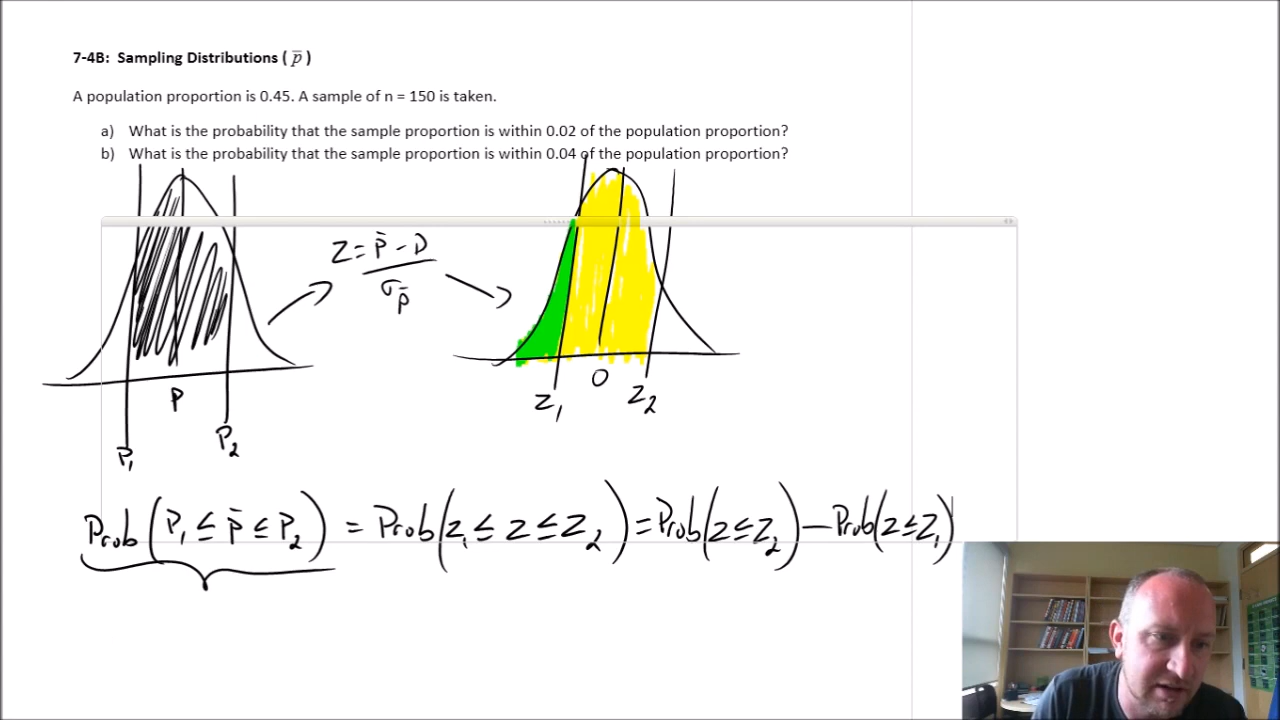 7-4B: Sampling Distributions ( p̅ )
A population proportion is 0.45. A sample of n = 150 is taken.
a) What is the probability that the sample proportion is within 0.02 of the population proportion?
b) What is the probability that the sample proportion is within 0.04 of the population proportion?
Z = p̅ - p
σp̅
P
P₁
P₂
Z₁
0
Z₂
Prob(P₁ ≤ p̅ ≤ P₂) = Prob(Z₁ ≤ Z ≤ Z₂) = Prob(Z ≤ Z₂) - Prob(Z ≤ Z₁)